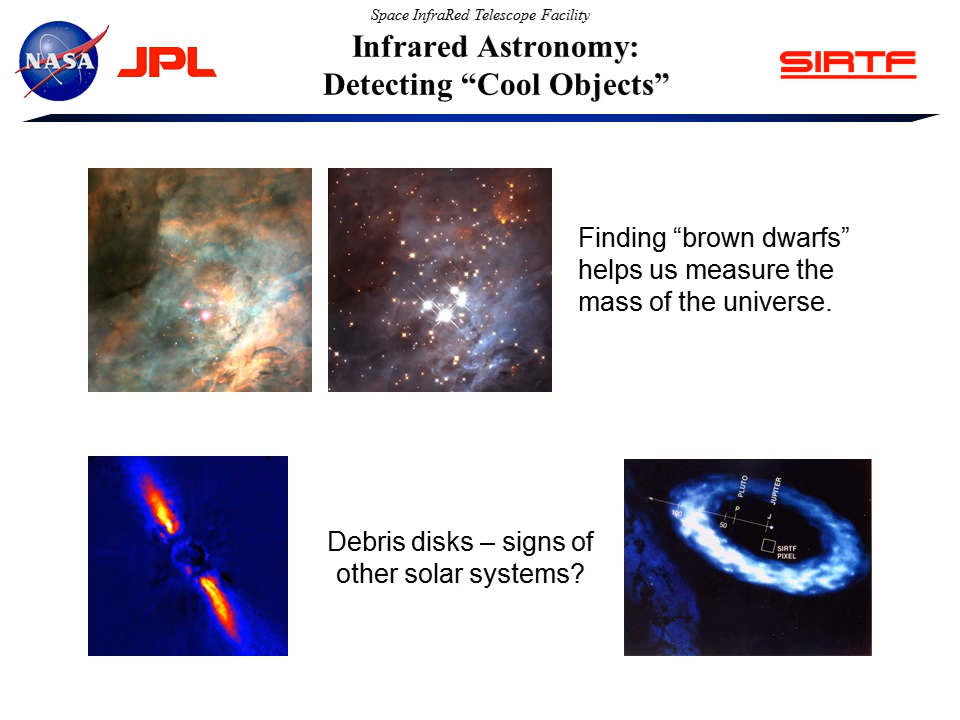 Space InfraRed Telescope Facility
NASA
JPL
Infrared Astronomy:
Detecting “Cool Objects”
SIRTF
Finding “brown dwarfs”
helps us measure the
mass of the universe.
Debris disks – signs of
other solar systems?
PLUTO
JUPITER
100
50
P
J
SIRTF
PIXEL